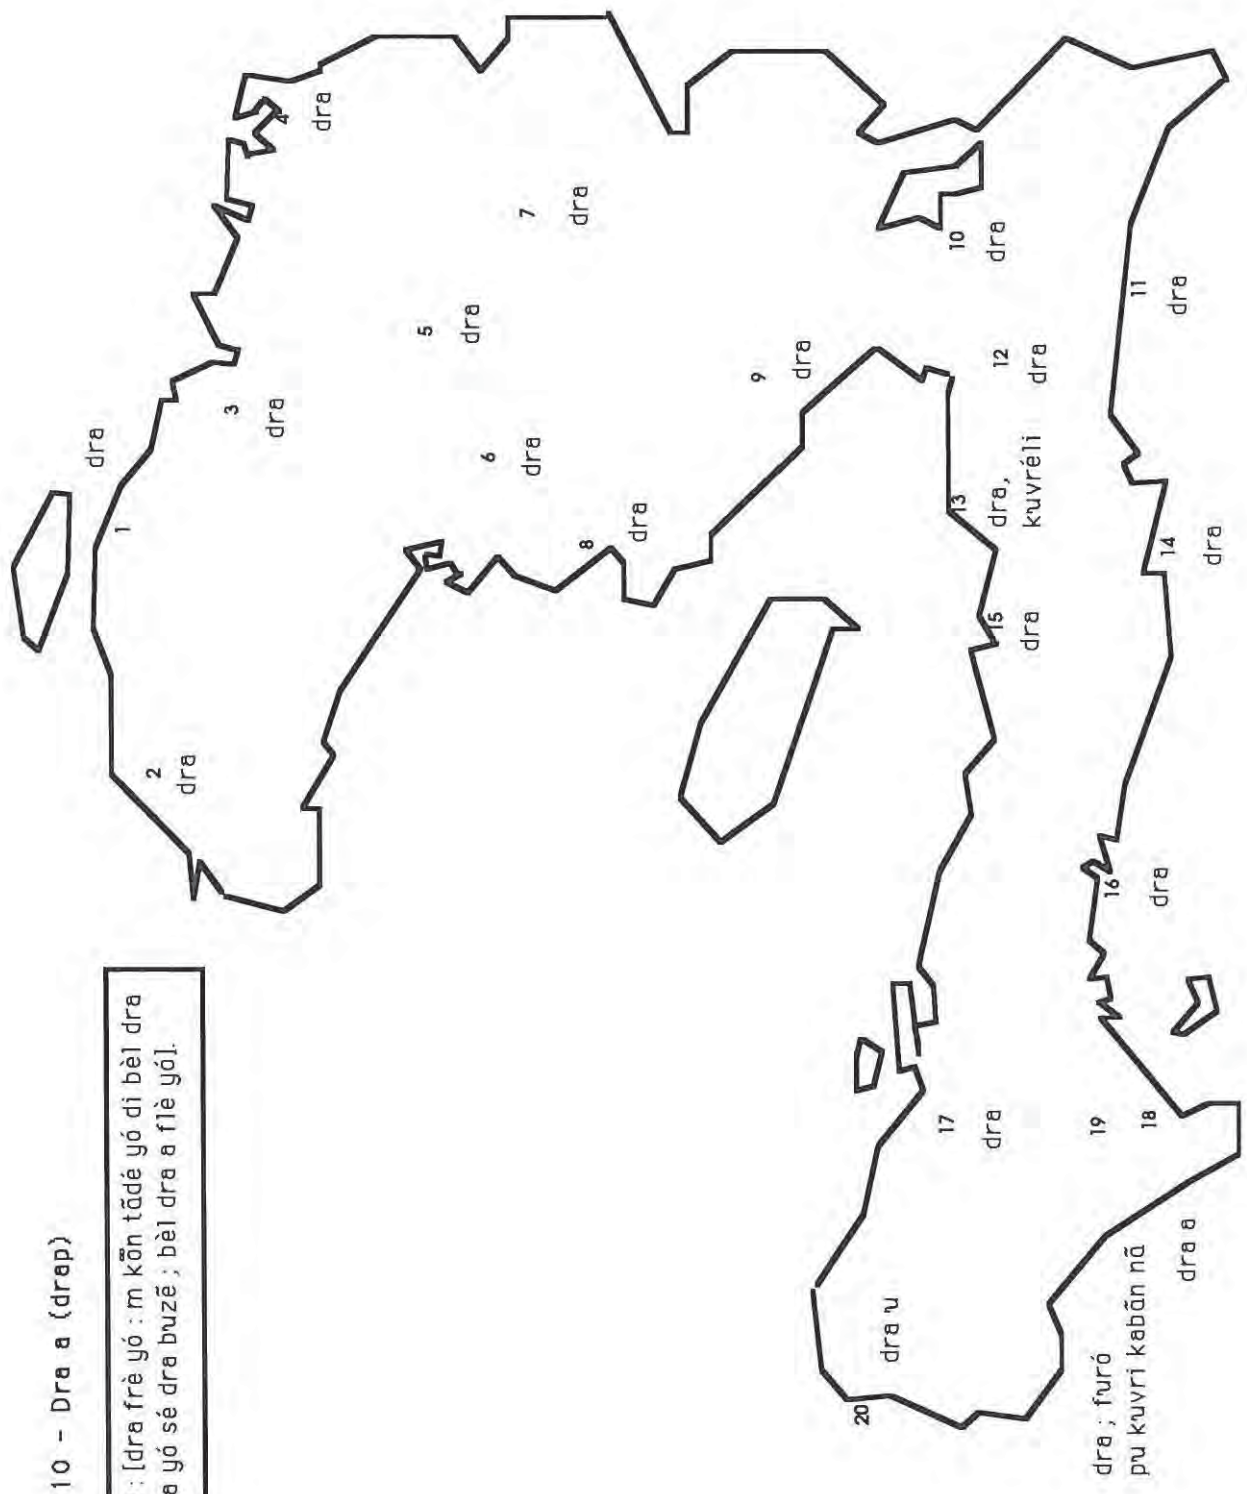 10 - Dra a (drap)
: [dra frè yó : m kõn tãdé yó di bèl dra
a yó sé dra buzẽ ; bèl dra a flè yó].
1
dra
2
dra
3
dra
4
dra
5
dra
6
dra
7
dra
8
dra
9
dra
10
dra
11
dra
12
dra
13
dra,
kuvréli
14
dra
15
dra
16
dra
17
dra
18
dra a
19
dra ; furó
pu kuvri kabãn nã
20
dra u